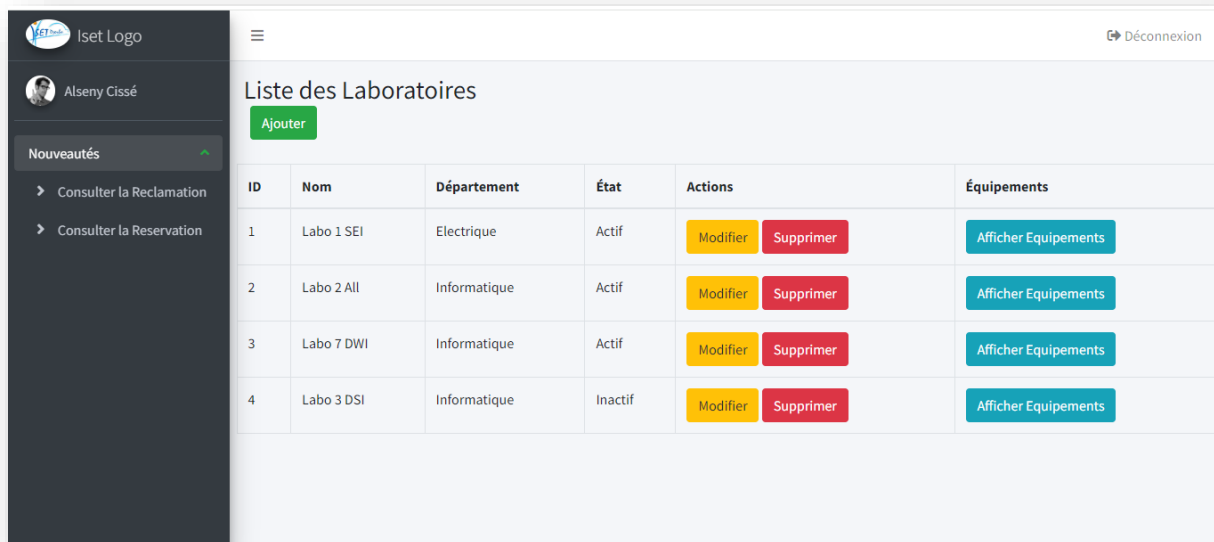 Iset Logo
Déconnexion
Alseny Cissé
Nouveautés
Consulter la Reclamation
Consulter la Reservation
Liste des Laboratoires
Ajouter
ID Nom Département État Actions Équipements
1 Labo 1 SEI Electrique Actif Modifier Supprimer Afficher Equipements
2 Labo 2 All Informatique Actif Modifier Supprimer Afficher Equipements
3 Labo 7 DWI Informatique Actif Modifier Supprimer Afficher Equipements
4 Labo 3 DSI Informatique Inactif Modifier Supprimer Afficher Equipements